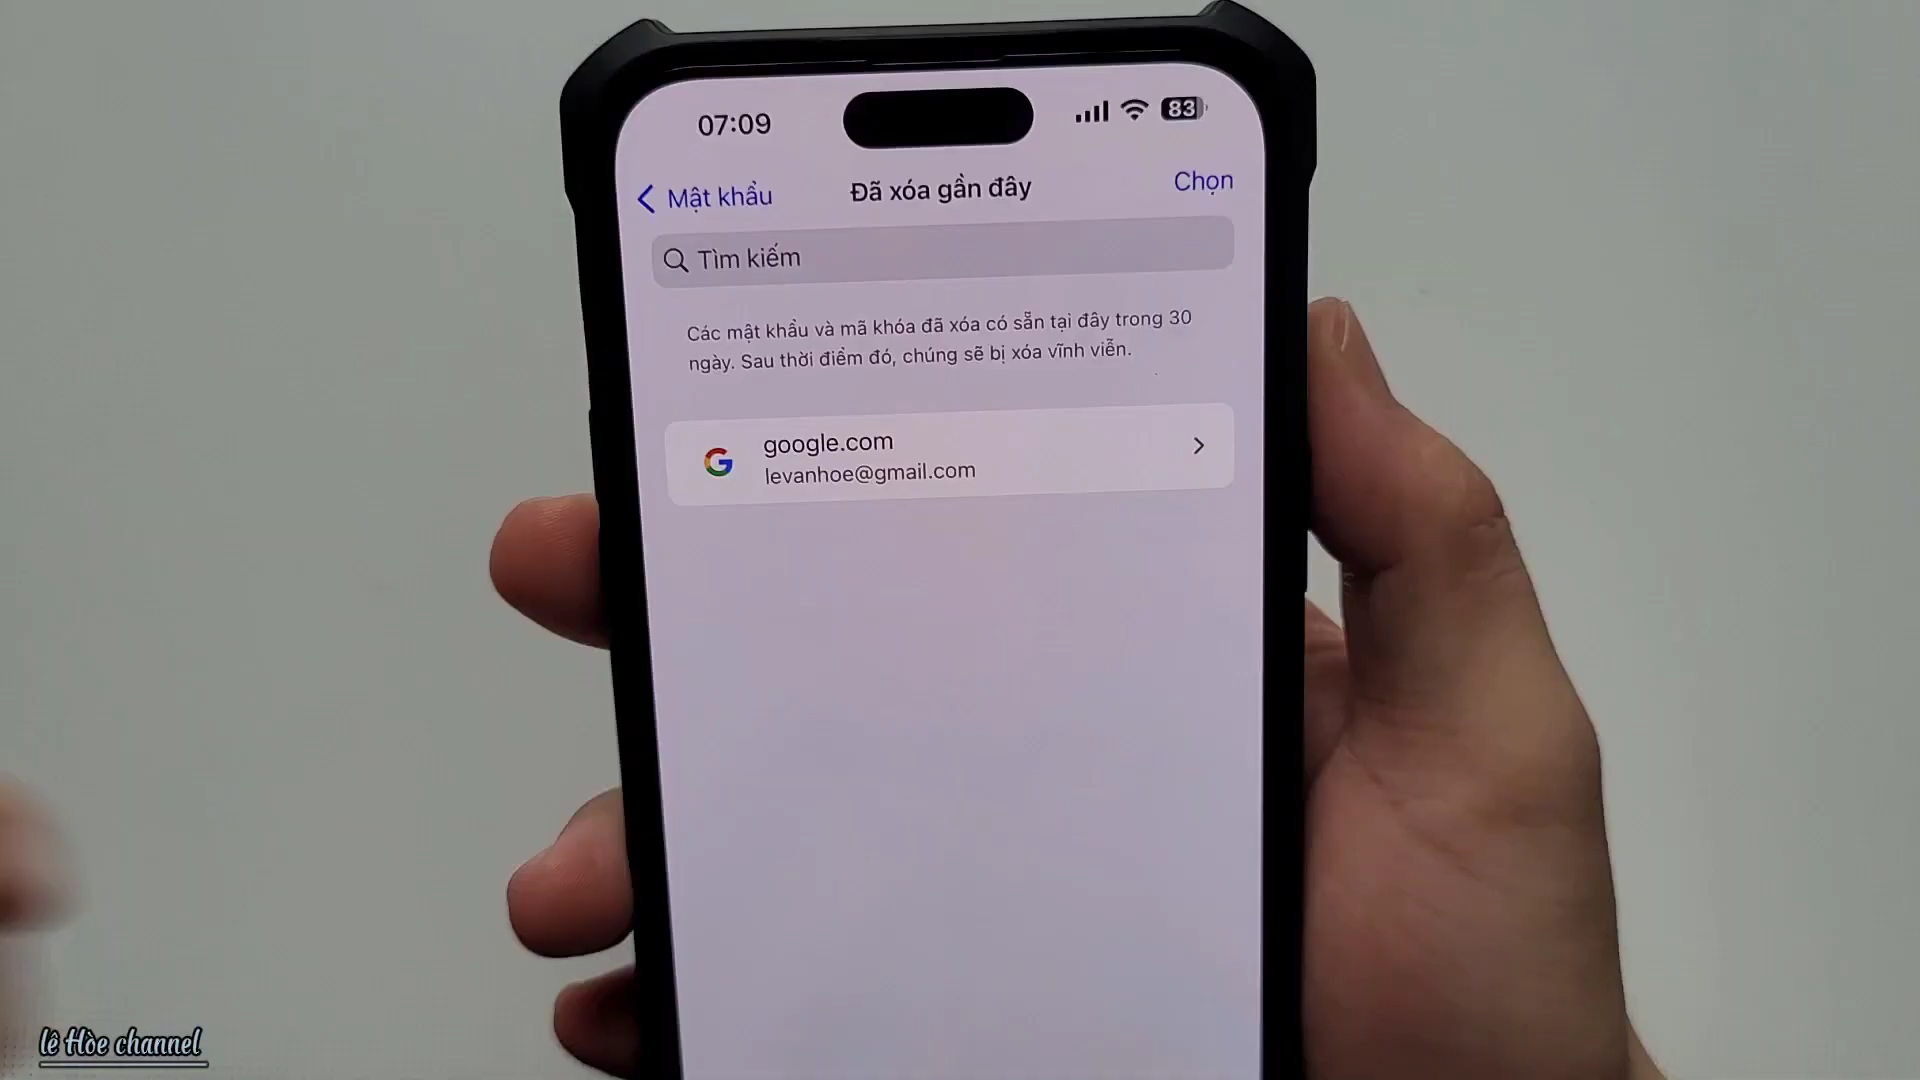 07:09
83
Mật khẩu
Đã xóa gần đây
Chọn
Tìm kiếm
Các mật khẩu và mã khóa đã xóa có sẵn tại đây trong 30
ngày. Sau thời điểm đó, chúng sẽ bị xóa vĩnh viễn.
google.com
levanhoe@gmail.com
lê Hòe channel